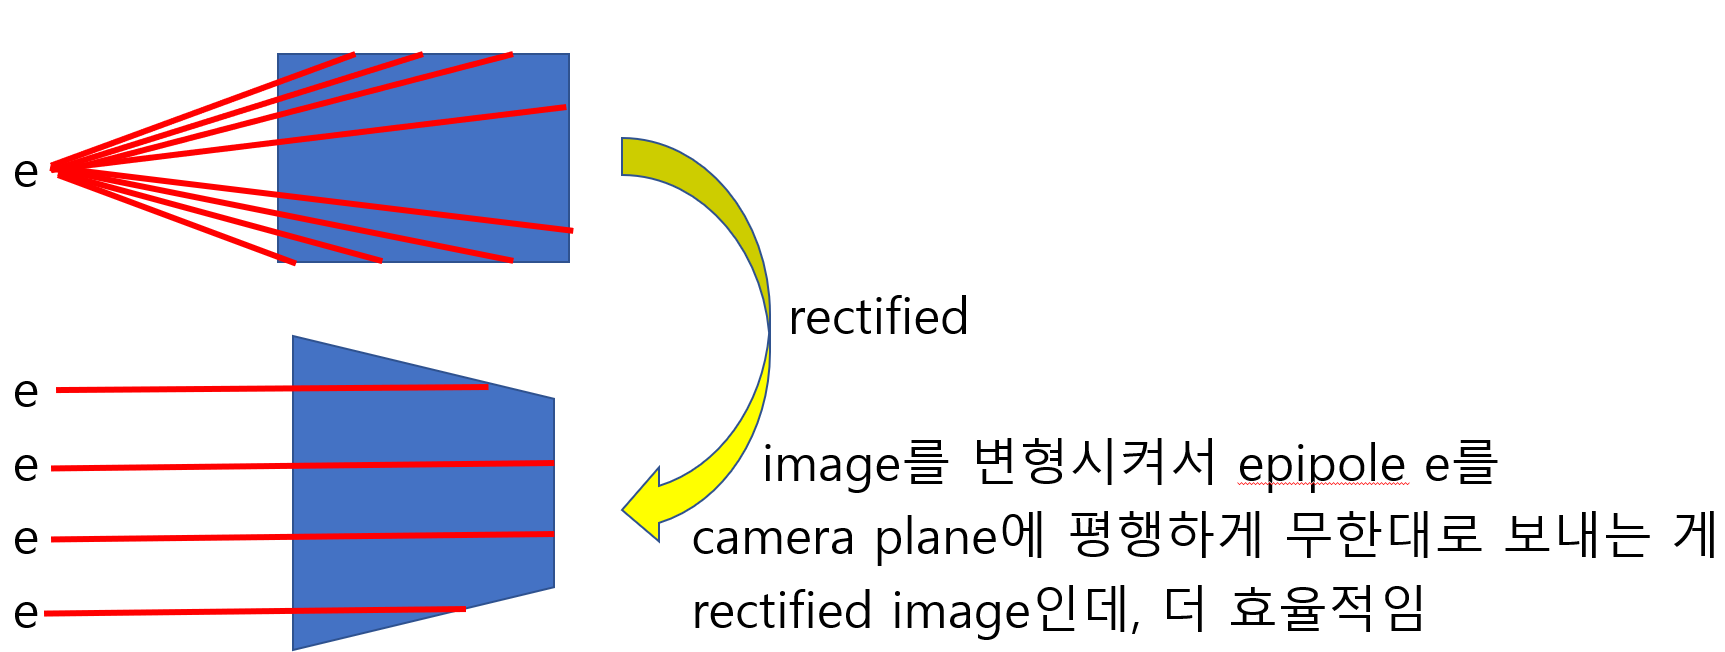 e
rectified
e
e
e
e
image를 변형시켜서 epipole e를
camera plane에 평행하게 무한대로 보내는 게
rectified image인데, 더 효율적임